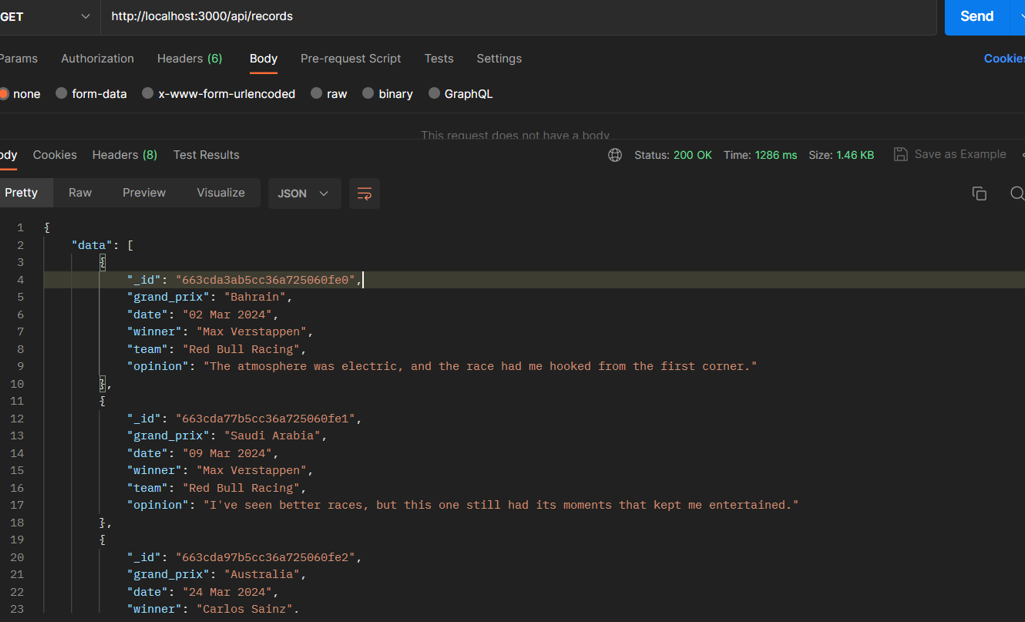 GET http://localhost:3000/api/records Send
Params Authorization Headers (6) Body Pre-request Script Tests Settings Cookies
none form-data x-www-form-urlencoded raw binary GraphQL
This request does not have a body
Body Cookies Headers (8) Test Results Status: 200 OK Time: 1286 ms Size: 1.46 KB Save as Example
Pretty Raw Preview Visualize JSON
1 {
2 "data": [
3 {
4 "_id": "663cda3ab5cc36a725060fe0",
5 "grand_prix": "Bahrain",
6 "date": "02 Mar 2024",
7 "winner": "Max Verstappen",
8 "team": "Red Bull Racing",
9 "opinion": "The atmosphere was electric, and the race had me hooked from the first corner."
10 },
11 {
12 "_id": "663cda77b5cc36a725060fe1",
13 "grand_prix": "Saudi Arabia",
14 "date": "09 Mar 2024",
15 "winner": "Max Verstappen",
16 "team": "Red Bull Racing",
17 "opinion": "I've seen better races, but this one still had its moments that kept me entertained."
18 },
19 {
20 "_id": "663cda97b5cc36a725060fe2",
21 "grand_prix": "Australia",
22 "date": "24 Mar 2024",
23 "winner": "Carlos Sainz",